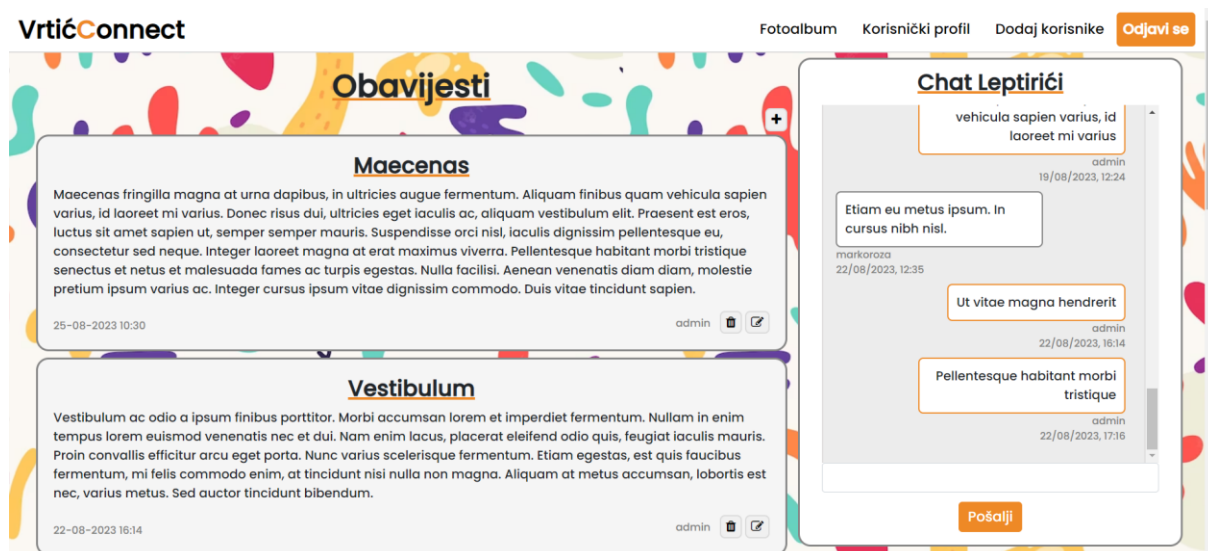 VrtićConnect
Fotoalbum Korisnički profil Dodaj korisnike Odjavi se
Obavijesti
+
Maecenas
Maecenas fringilla magna at urna dapibus, in ultricies augue fermentum. Aliquam finibus quam vehicula sapien
varius, id laoreet mi varius. Donec risus dui, ultricies eget iaculis ac, aliquam vestibulum elit. Praesent est eros,
luctus sit amet sapien ut, semper semper mauris. Suspendisse orci nisl, iaculis dignissim pellentesque eu,
consectetur sed neque. Integer laoreet magna at erat maximus viverra. Pellentesque habitant morbi tristique
senectus et netus et malesuada fames ac turpis egestas. Nulla facilisi. Aenean venenatis diam diam, molestie
pretium ipsum varius ac. Integer cursus ipsum vitae dignissim commodo. Duis vitae tincidunt sapien.
25-08-2023 10:30
admin
Vestibulum
Vestibulum ac odio a ipsum finibus porttitor. Morbi accumsan lorem et imperdiet fermentum. Nullam in enim
tempus lorem euismod venenatis nec et dui. Nam enim lacus, placerat eleifend odio quis, feugiat iaculis mauris.
Proin convallis efficitur arcu eget porta. Nunc varius scelerisque fermentum. Etiam egestas, est quis faucibus
fermentum, mi felis commodo enim, at tincidunt nisi nulla non magna. Aliquam at metus accumsan, lobortis est
nec, varius metus. Sed auctor tincidunt bibendum.
22-08-2023 16:14
admin
Chat Leptirići
vehicula sapien varius, id
laoreet mi varius
admin
19/08/2023, 12:24
Etiam eu metus ipsum. In
cursus nibh nisl.
markoroza
22/08/2023, 12:35
Ut vitae magna hendrerit
admin
22/08/2023, 16:14
Pellentesque habitant morbi
tristique
admin
22/08/2023, 17:16
Pošalji